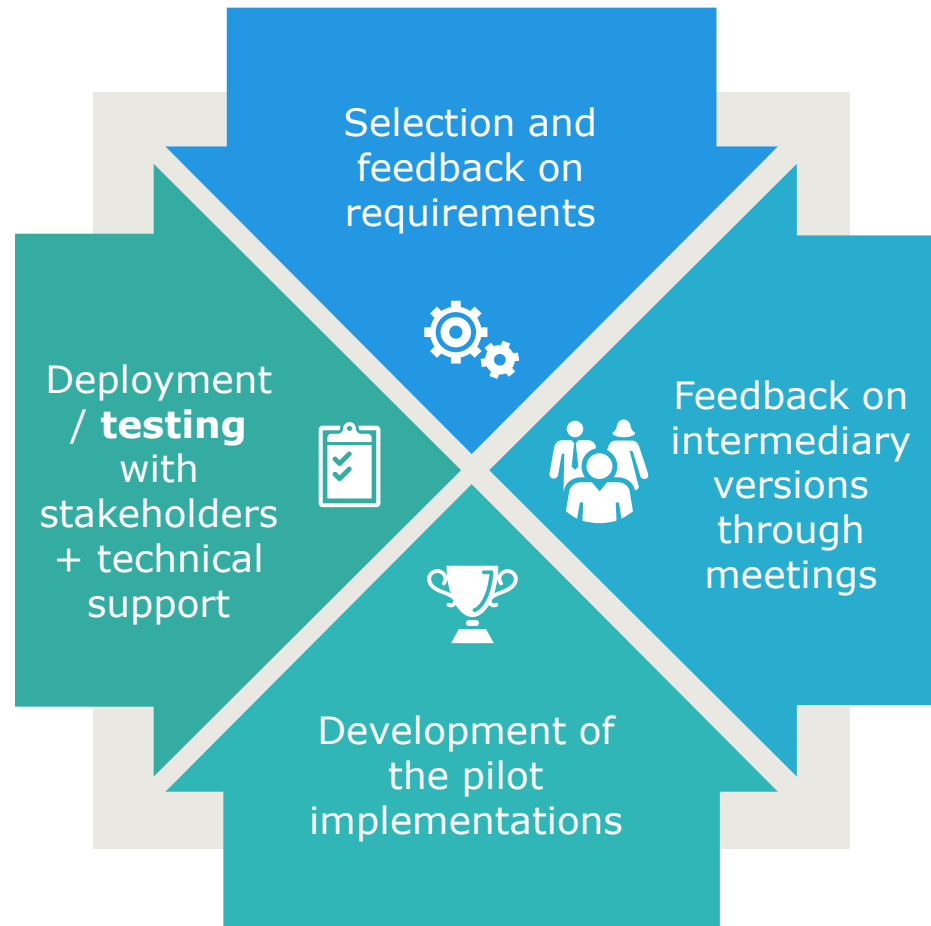 Selection and
feedback on
requirements
Deployment
/ testing
with
stakeholders
+ technical
support
Feedback on
intermediary
versions
through
meetings
Development of
the pilot
implementations